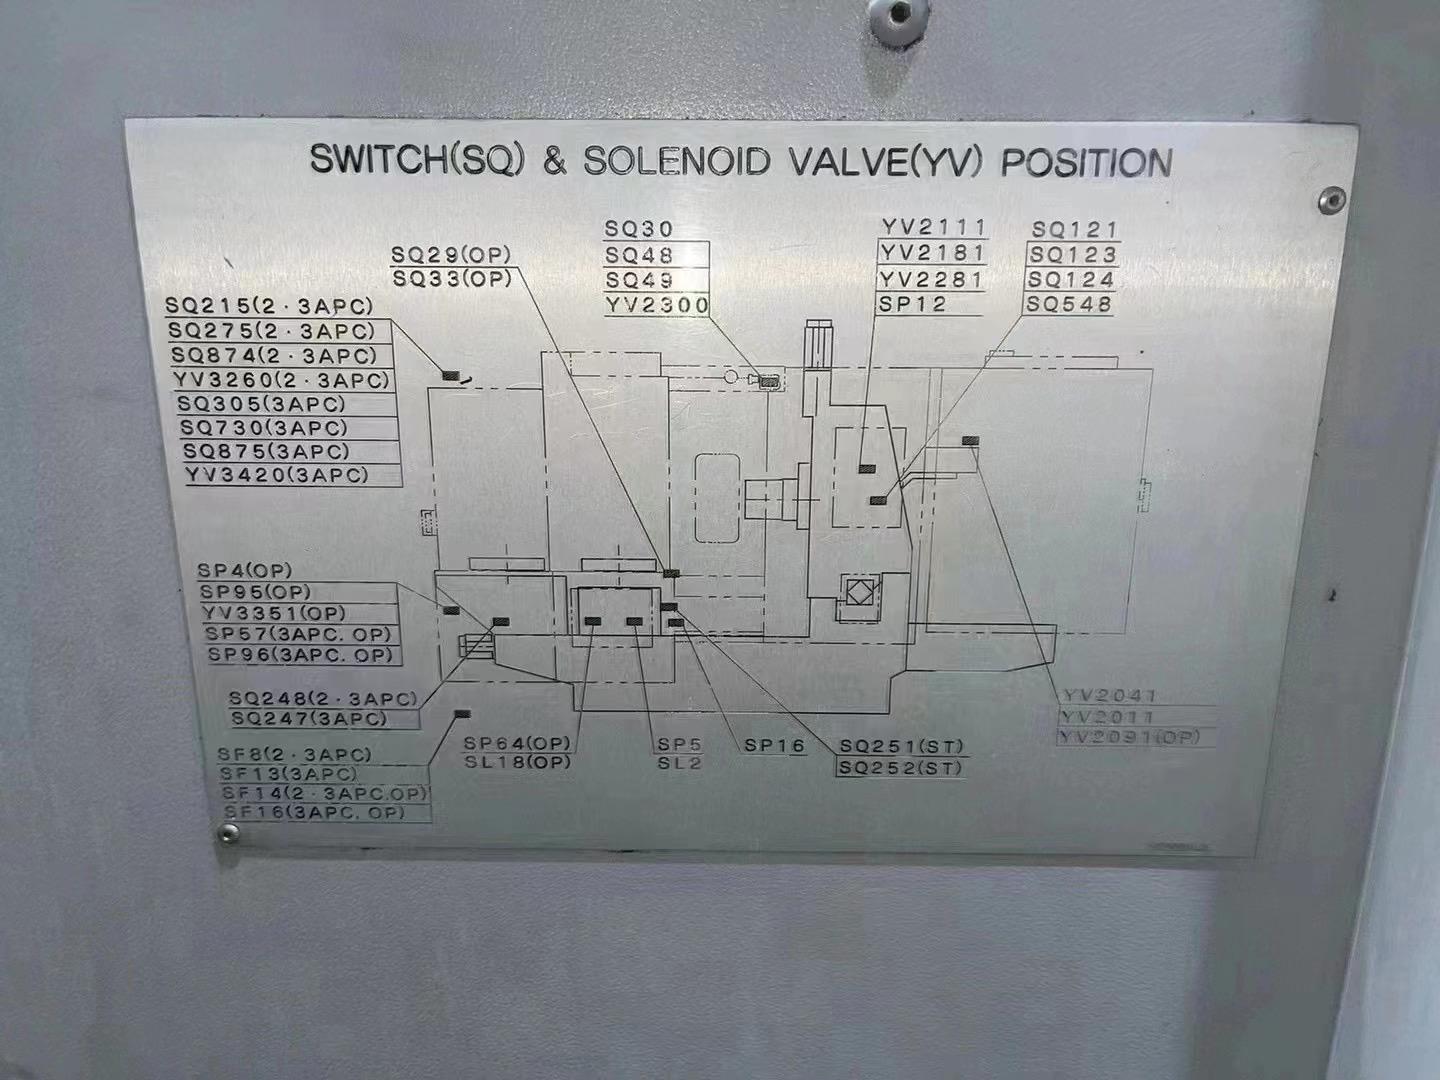 SWITCH(SQ) & SOLENOID VALVE(YV) POSITION
SQ215(2·3APC)
SQ275(2·3APC)
SQ874(2·3APC)
YV3260(2·3APC)
SQ305(3APC)
SQ730(3APC)
SQ875(3APC)
YV3420(3APC)
SQ29(OP)
SQ33(OP)
SQ30
SQ48
SQ49
YV2300
YV2111
YV2181
YV2281
SP12
SQ121
SQ123
SQ124
SQ548
SP4(OP)
SP95(OP)
YV3351(OP)
SP57(3APC. OP)
SP96(3APC. OP)
SQ248(2·3APC)
SQ247(3APC)
SF8(2·3APC)
SF13(3APC)
SF14(2·3APC.OP)
SF16(3APC. OP)
SP64(OP)
SL18(OP)
SP5
SL2
SP16
SQ251(ST)
SQ252(ST)
YV2041
YV2011
YV2091(OP)